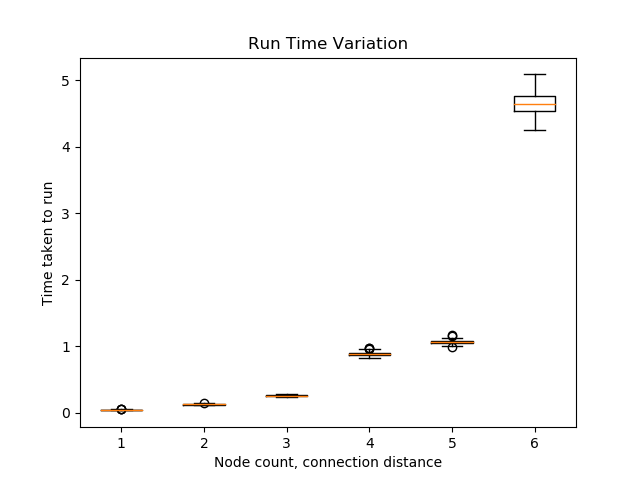 Run Time Variation
5
4
3
2
1
0
Time taken to run
1 2 3 4 5 6
Node count, connection distance